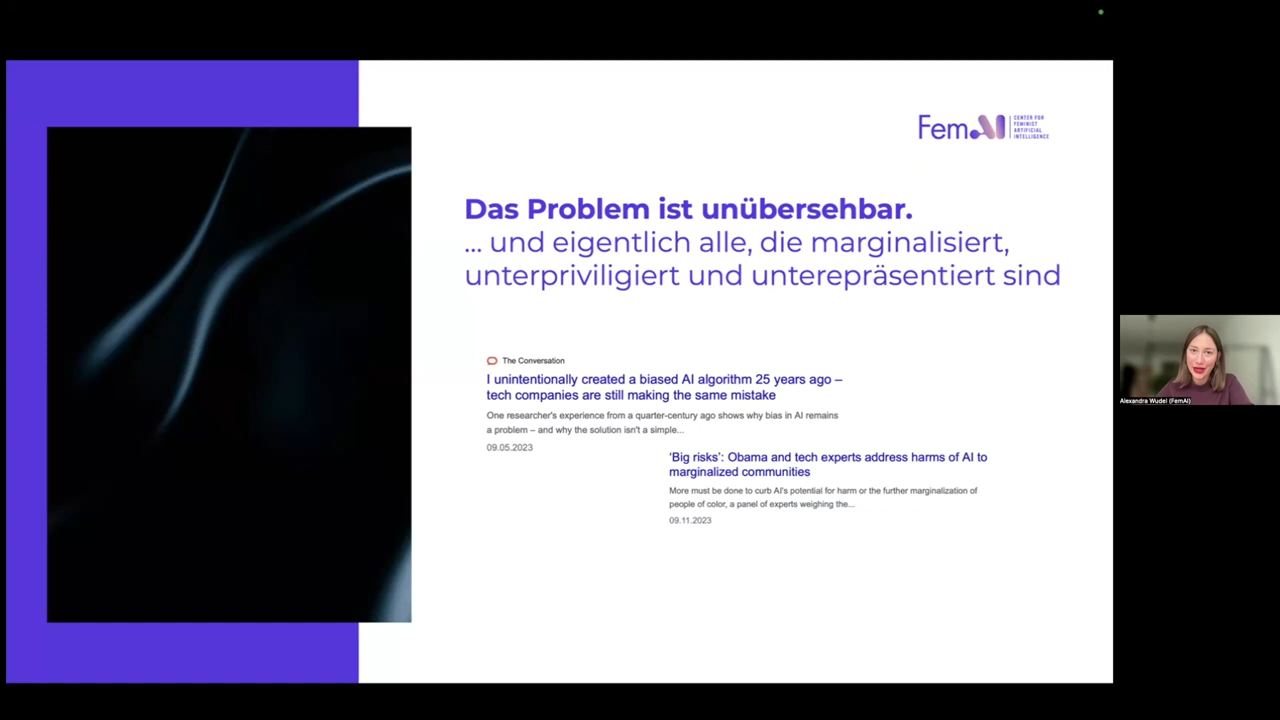 FemAI
CENTER FOR
FEMINIST
ARTIFICIAL
INTELLIGENCE
Das Problem ist unübersehbar.
... und eigentlich alle, die marginalisiert,
unterpriviligiert und unterepräsentiert sind
The Conversation
I unintentionally created a biased AI algorithm 25 years ago –
tech companies are still making the same mistake
One researcher's experience from a quarter-century ago shows why bias in AI remains
a problem – and why the solution isn't a simple...
09.05.2023
‘Big risks’: Obama and tech experts address harms of AI to
marginalized communities
More must be done to curb AI's potential for harm or the further marginalization of
people of color, a panel of experts weighing the...
09.11.2023
Alexandra Wudel (FemAI)